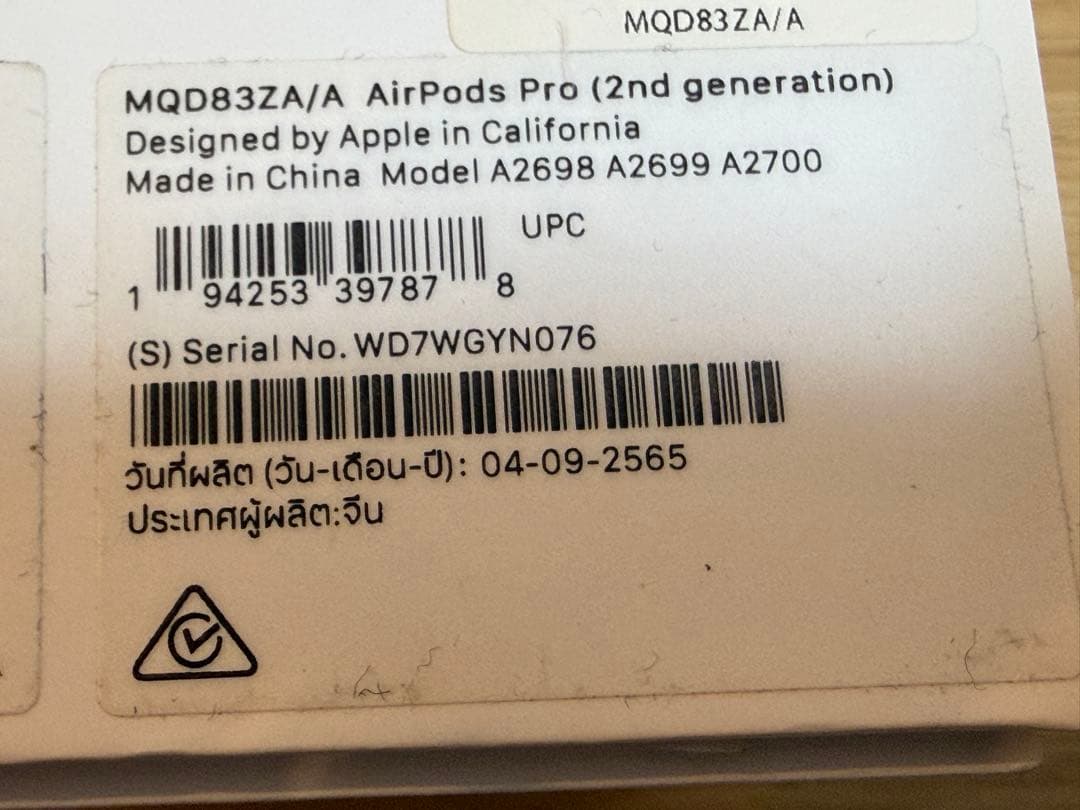 MQD83ZA/A
MQD83ZA/A AirPods Pro (2nd generation)
Designed by Apple in California
Made in China Model A2698 A2699 A2700
UPC
1 94253 39787 8
(S) Serial No. WD7WGYN076
วันที่ผลิต (วัน-เดือน-ปี): 04-09-2565
ประเทศผู้ผลิต:จีน